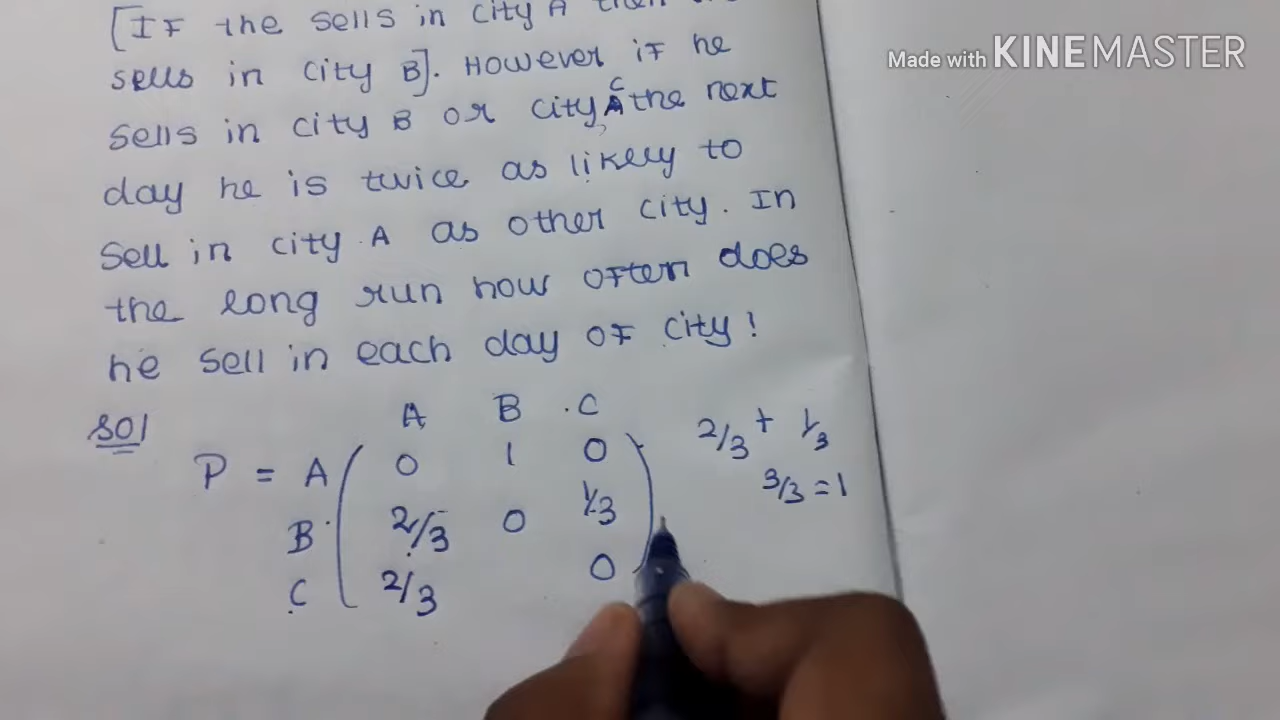 [IF the sells in city A then
sells in city B]. However if he
sells in city B or city C the next
day he is twice as likely to
sell in city A as other city. In
the long run how often does
he sell in each day of city!
Sol
A B C
P = A ( 0 1 0 )
B 2/3 0 1/3
C 2/3 0
2/3 + 1/3
3/3 = 1
Made with KINEMASTER